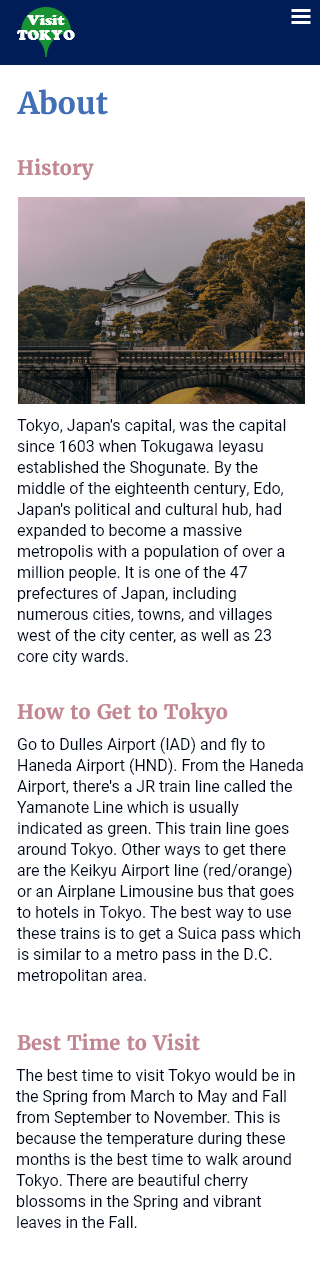 Visit
TOKYO
About
History
Tokyo, Japan's capital, was the capital
since 1603 when Tokugawa Ieyasu
established the Shogunate. By the
middle of the eighteenth century, Edo,
Japan's political and cultural hub, had
expanded to become a massive
metropolis with a population of over a
million people. It is one of the 47
prefectures of Japan, including
numerous cities, towns, and villages
west of the city center, as well as 23
core city wards.
How to Get to Tokyo
Go to Dulles Airport (IAD) and fly to
Haneda Airport (HND). From the Haneda
Airport, there's a JR train line called the
Yamanote Line which is usually
indicated as green. This train line goes
around Tokyo. Other ways to get there
are the Keikyu Airport line (red/orange)
or an Airplane Limousine bus that goes
to hotels in Tokyo. The best way to use
these trains is to get a Suica pass which
is similar to a metro pass in the D.C.
metropolitan area.
Best Time to Visit
The best time to visit Tokyo would be in
the Spring from March to May and Fall
from September to November. This is
because the temperature during these
months is the best time to walk around
Tokyo. There are beautiful cherry
blossoms in the Spring and vibrant
leaves in the Fall.